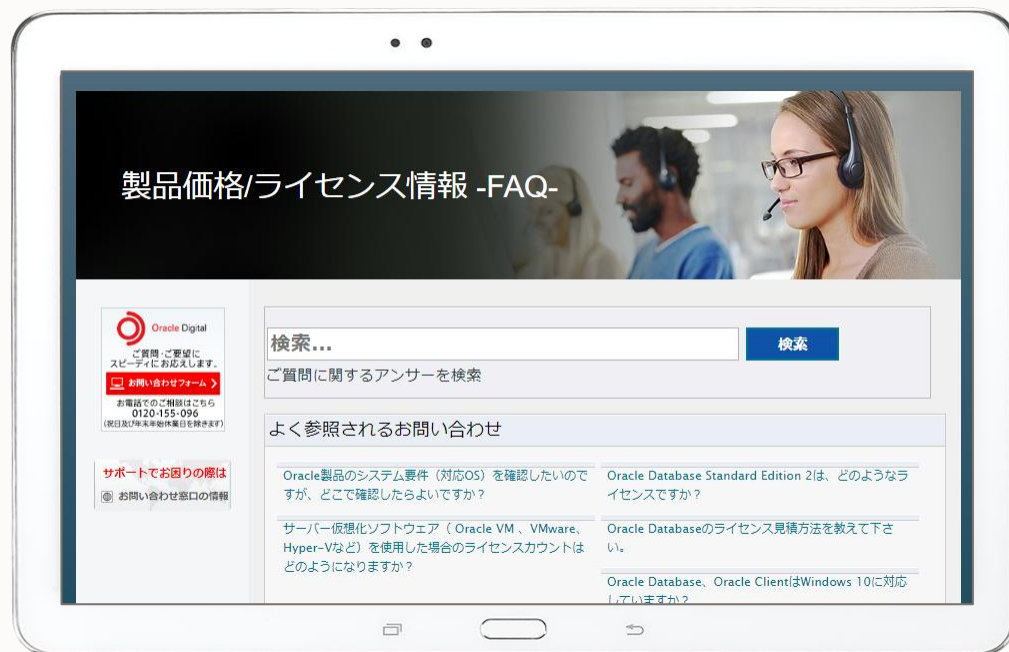 製品価格/ライセンス情報 -FAQ-
Oracle Digital
ご質問・ご要望に
スピーディにお応えします。
お問い合わせフォーム
お電話でのご相談はこちら
0120-155-096
(祝日及び年末年始休業日を除きます)
サポートでお困りの際は
お問い合わせ窓口の情報
検索...
検索
ご質問に関するアンサーを検索
よく参照されるお問い合わせ
Oracle製品のシステム要件（対応OS）を確認したいので
すが、どこで確認したらよいですか？
サーバー仮想化ソフトウェア（ Oracle VM 、VMware、
Hyper-Vなど）を使用した場合のライセンスカウントは
どのようになりますか？
Oracle Database Standard Edition 2は、どのようなラ
イセンスですか？
Oracle Databaseのライセンス見積方法を教えて下さ
い。
Oracle Database、Oracle ClientはWindows 10に対応
していますか？